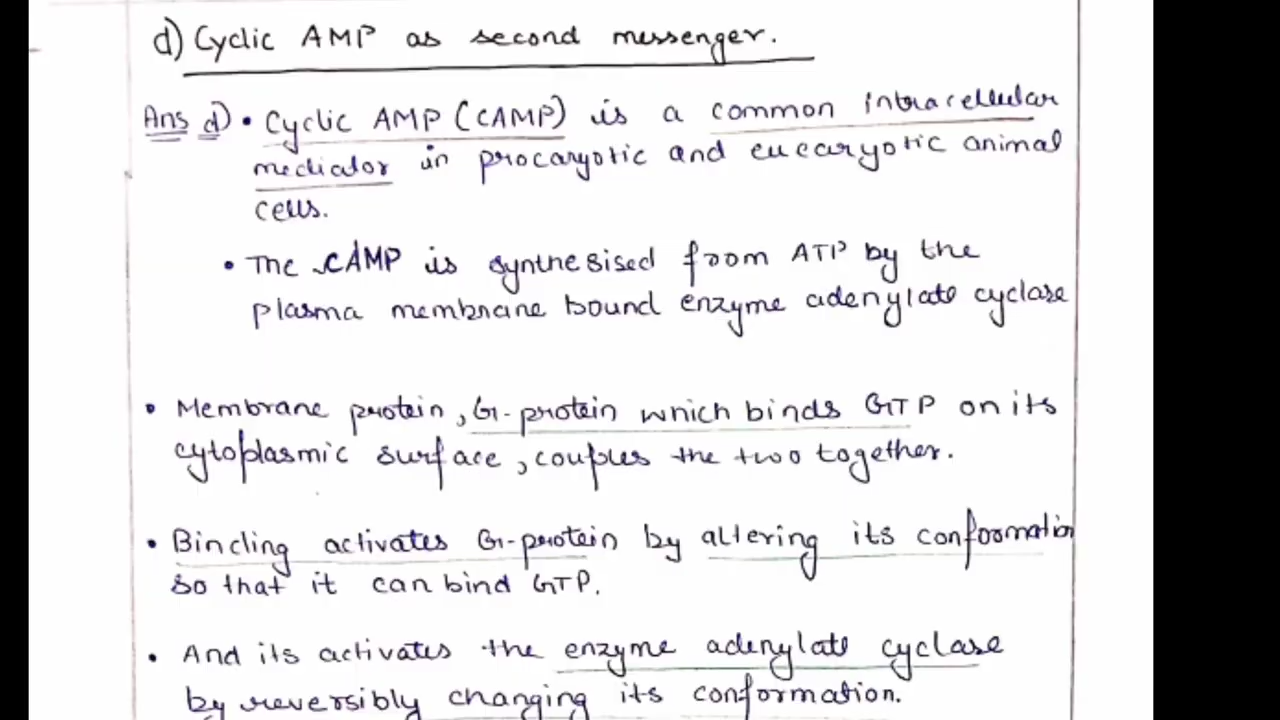 d) Cyclic AMP as second messenger.
Ans d) • Cyclic AMP (cAMP) is a common intracellular
mediator in procaryotic and eucaryotic animal
cells.
• The cAMP is synthesised from ATP by the
plasma membrane bound enzyme adenylate cyclase
• Membrane protein, G-protein which binds GTP on its
cytoplasmic surface, couples the two together.
• Binding activates G-protein by altering its conformation
so that it can bind GTP.
• And its activates the enzyme adenylate cyclase
by reversibly changing its conformation.